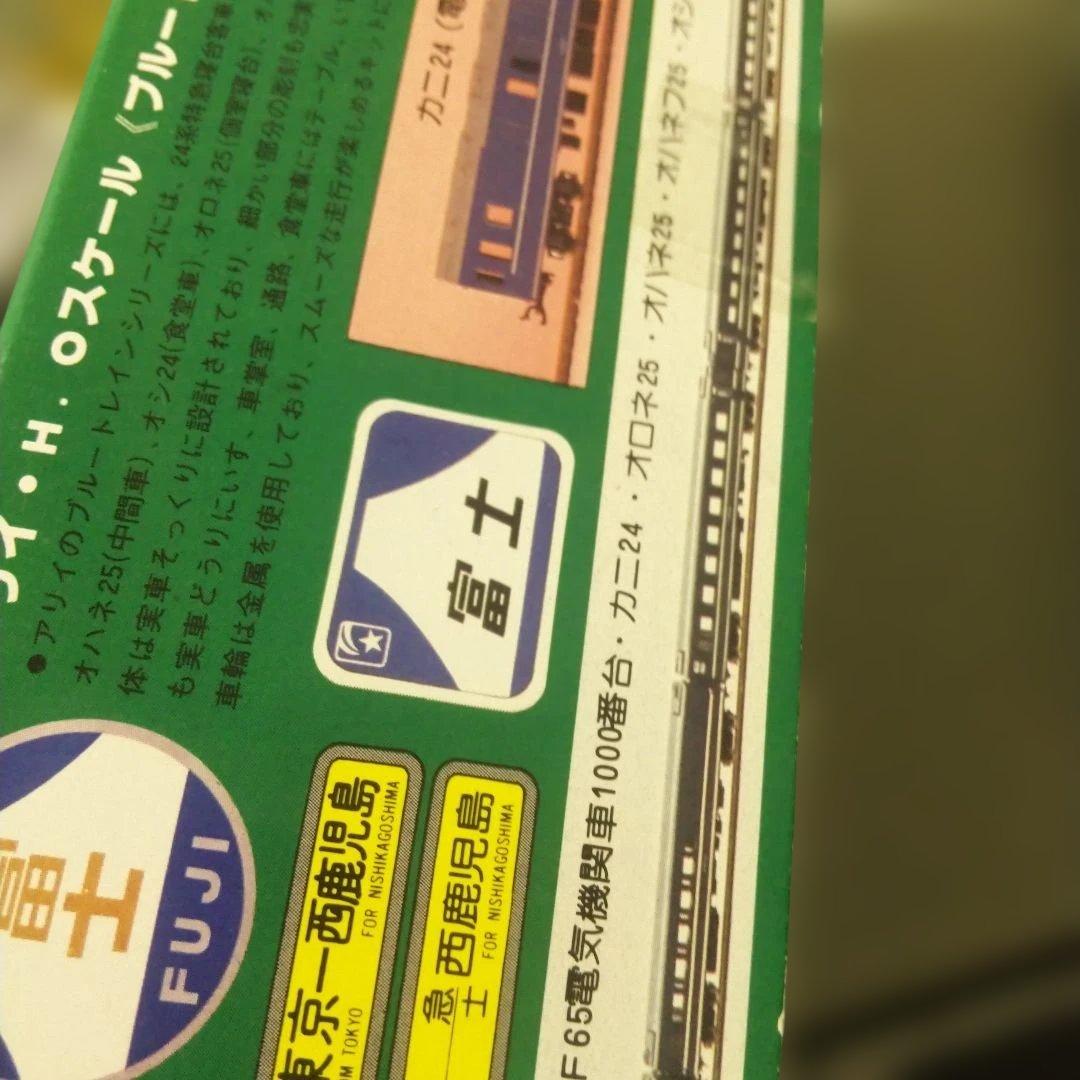 イ・H.Oスケール《ブルー
●アリイのブルートレインシリーズには、24系特急寝台客車
オハネ25(中間車)、オシ24(食堂車)、オロネ25(個室寝台)、オハ
体は実車そっくりに設計されており、細かい部分の彫刻も忠実
も実車どうりにいす、車掌室、通路、食堂車にはテーブル、い
車輪は金属を使用しており、スムーズな走行が楽しめるキットに
カニ24(電
富士
富士
FUJI
東京―西鹿児島
OM TOKYO FOR NISHIKAGOSHIMA
急 西鹿児島
士 FOR NISHIKAGOSHIMA
F65電気機関車1000番台・カニ24・オロネ25・オハネ25・オハネフ25・オシ